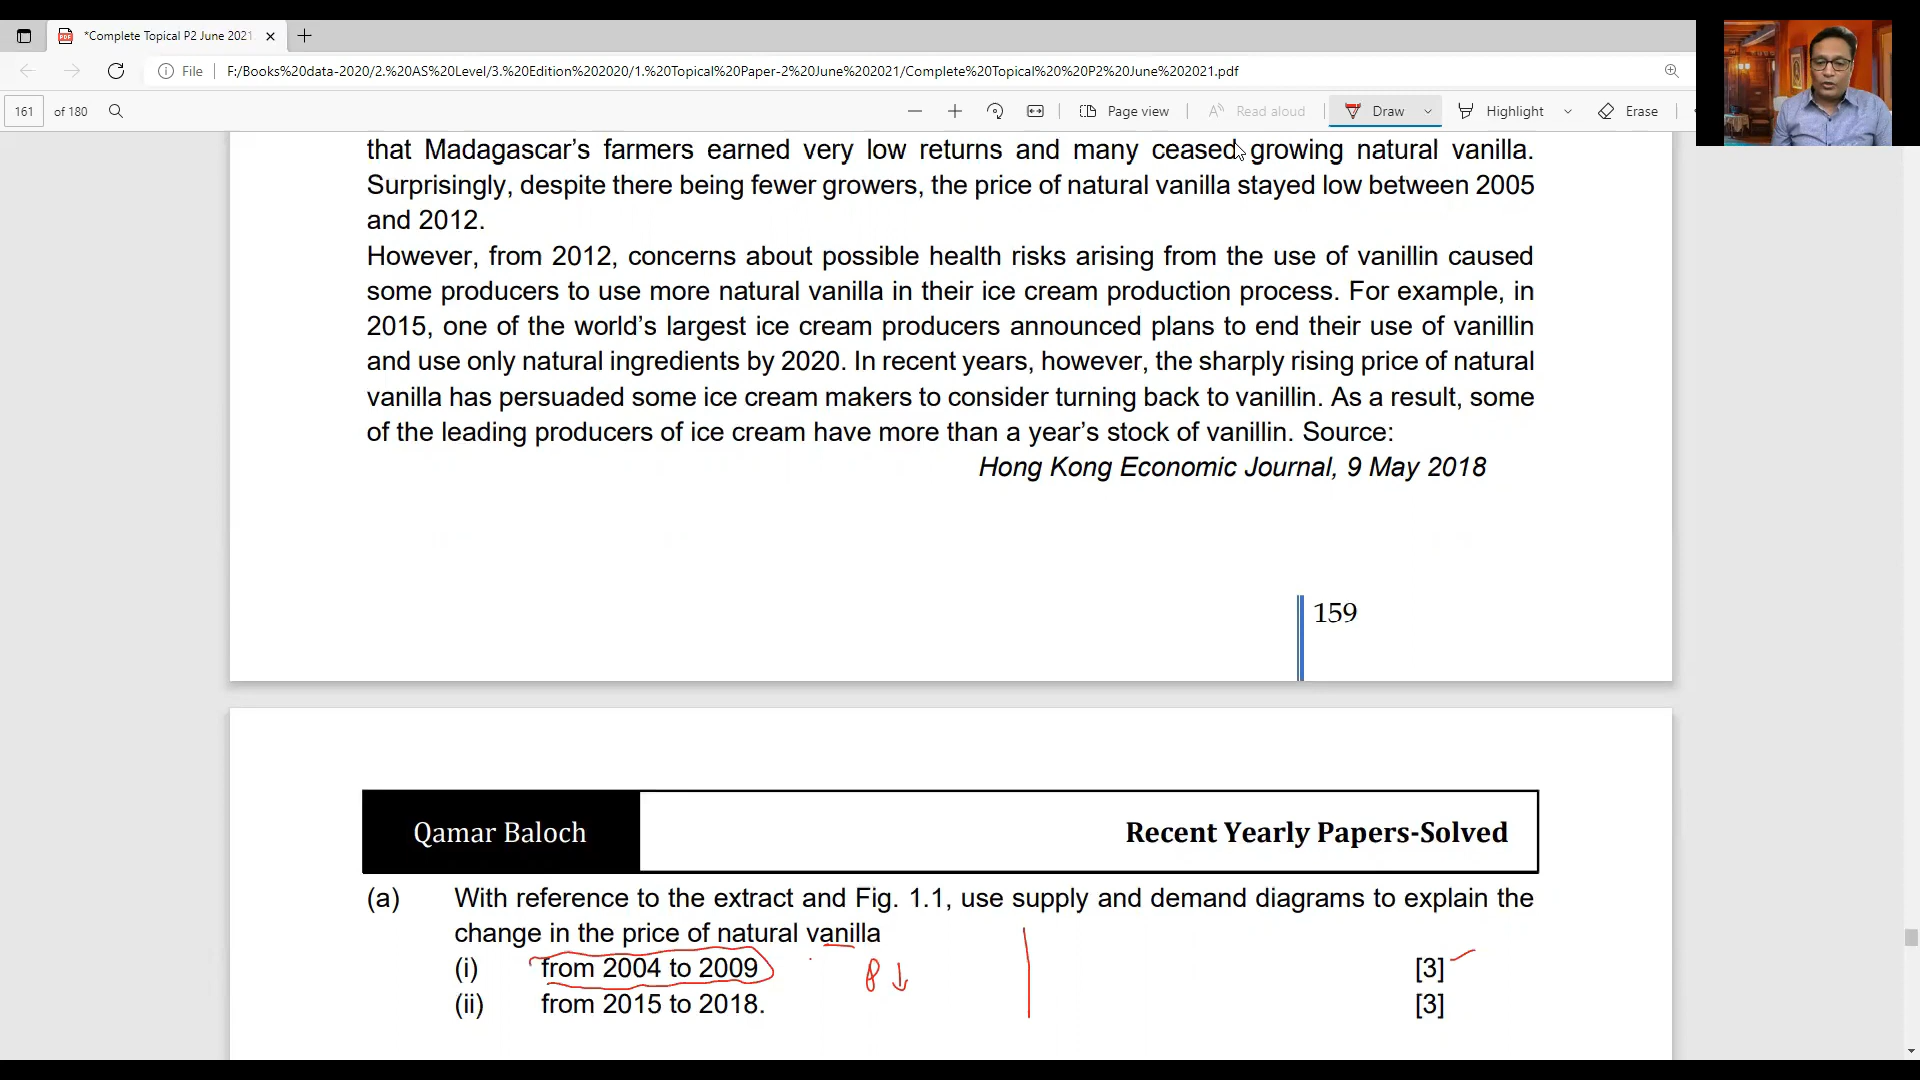 *Complete Topical P2 June 2021
File
F:/Books%20data-2020/2.%20AS%20Level/3.%20Edition%202020/1.%20Topical%20Paper-2%20June%202021/Complete%20Topical%20%20P2%20June%202021.pdf
161 of 180
Page view
Read aloud
Draw
Highlight
Erase
that Madagascar's farmers earned very low returns and many ceased growing natural vanilla.
Surprisingly, despite there being fewer growers, the price of natural vanilla stayed low between 2005
and 2012.
However, from 2012, concerns about possible health risks arising from the use of vanillin caused
some producers to use more natural vanilla in their ice cream production process. For example, in
2015, one of the world's largest ice cream producers announced plans to end their use of vanillin
and use only natural ingredients by 2020. In recent years, however, the sharply rising price of natural
vanilla has persuaded some ice cream makers to consider turning back to vanillin. As a result, some
of the leading producers of ice cream have more than a year's stock of vanillin. Source:
Hong Kong Economic Journal, 9 May 2018
159
Qamar Baloch
Recent Yearly Papers-Solved
(a) With reference to the extract and Fig. 1.1, use supply and demand diagrams to explain the
change in the price of natural vanilla
(i) from 2004 to 2009 [3]
(ii) from 2015 to 2018. [3]